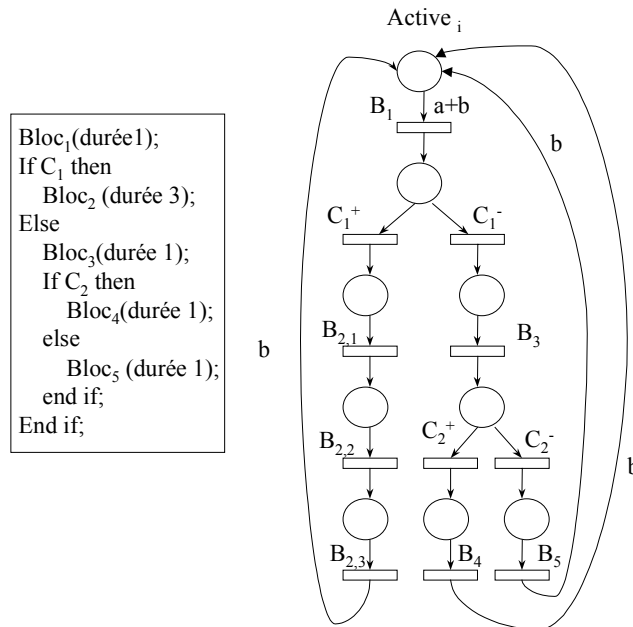 Active i
B1 a+b
b
C1+ C1-
Bloc1(durée1);
If C1 then
Bloc2 (durée 3);
Else
Bloc3(durée 1);
If C2 then
Bloc4(durée 1);
else
Bloc5 (durée 1);
end if;
End if;
b
B2,1 B3
C2+ C2-
B2,2
b
B2,3 B4 B5